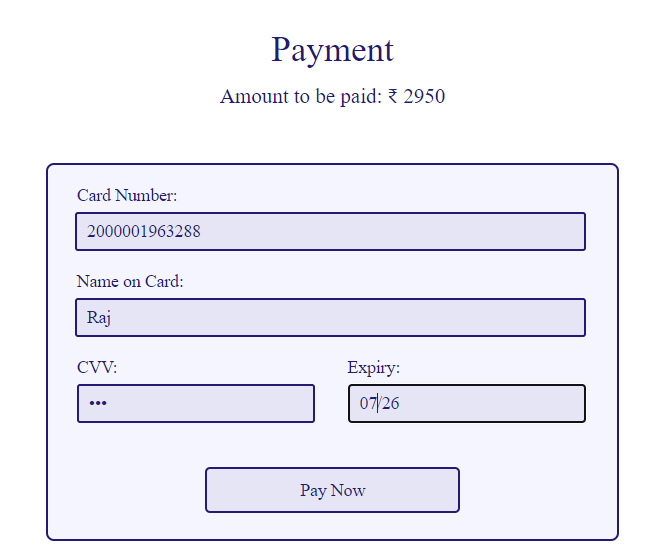 Payment
Amount to be paid: ₹ 2950
Card Number:
2000001963288
Name on Card:
Raj
CVV: Expiry:
••• 07/26
Pay Now